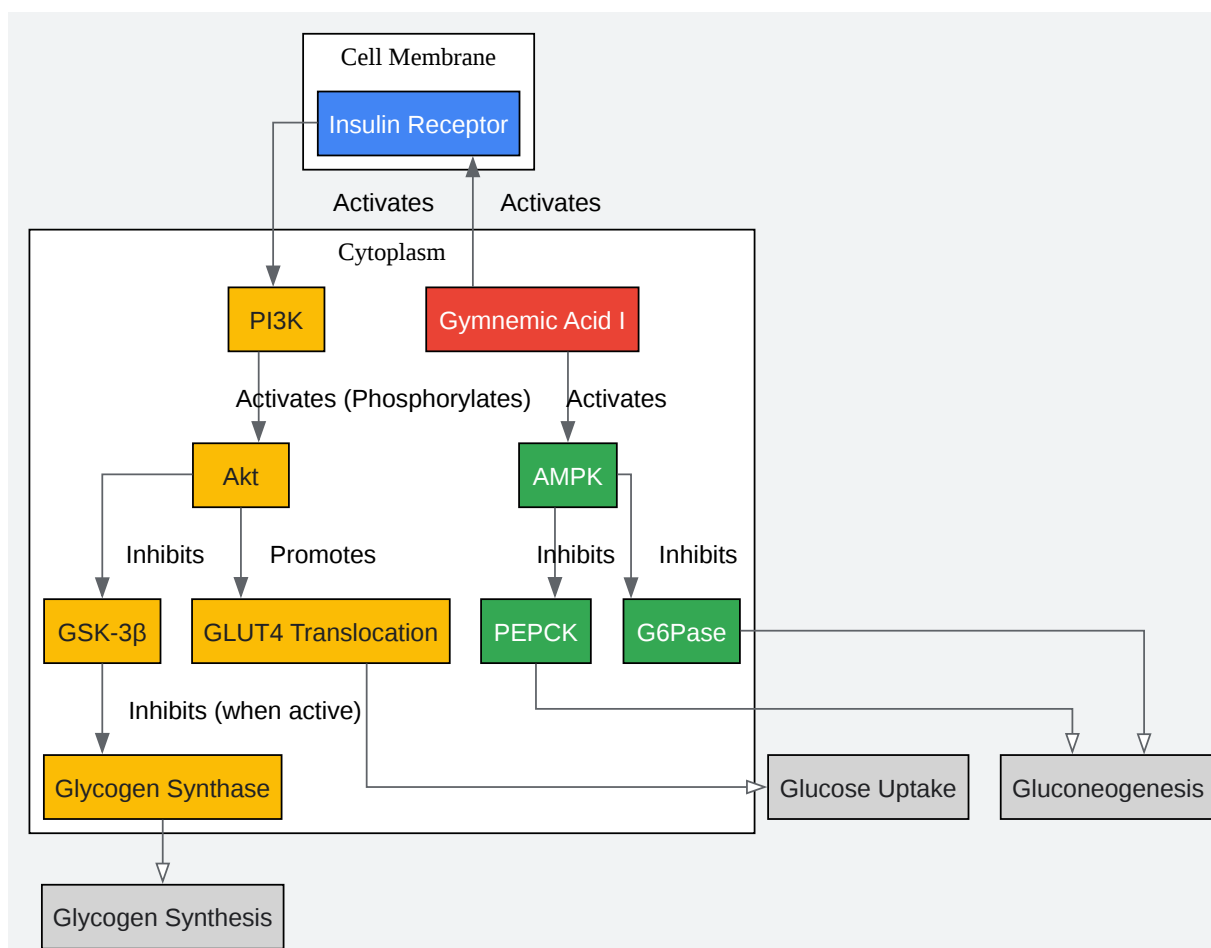 Cell Membrane
Insulin Receptor
Activates
Activates
Cytoplasm
PI3K
Gymnemic Acid I
Activates (Phosphorylates)
Activates
Akt
AMPK
Inhibits
Promotes
Inhibits
Inhibits
GSK-3β
GLUT4 Translocation
PEPCK
G6Pase
Inhibits (when active)
Glycogen Synthase
Glucose Uptake
Gluconeogenesis
Glycogen Synthesis